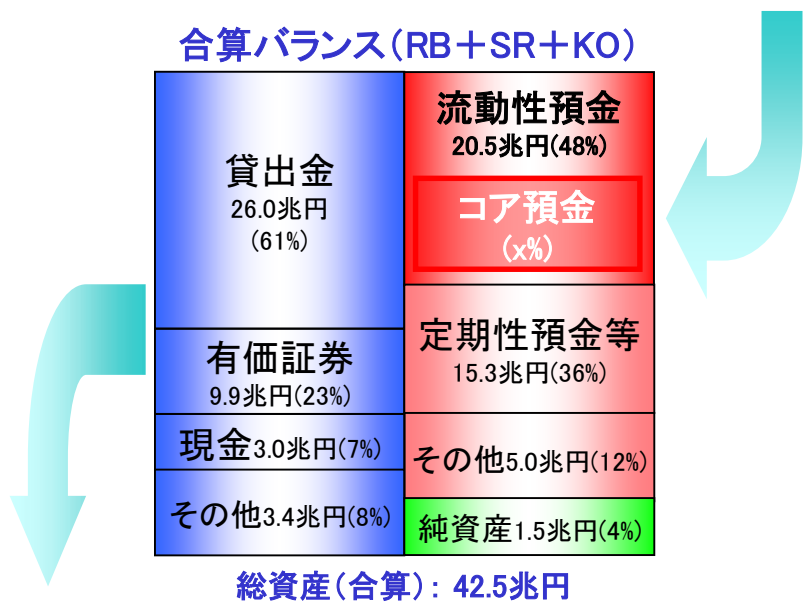 合算バランス(RB+SR+KO)
貸出金
26.0兆円
(61%)
有価証券
9.9兆円(23%)
現金3.0兆円(7%)
その他3.4兆円(8%)
流動性預金
20.5兆円(48%)
コア預金
(x%)
定期性預金等
15.3兆円(36%)
その他5.0兆円(12%)
純資産1.5兆円(4%)
総資産(合算): 42.5兆円